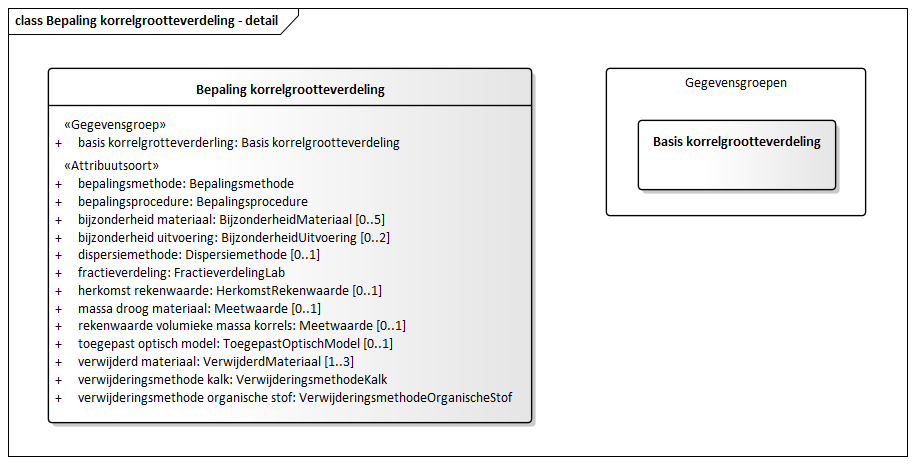 class Bepaling korrelgrootteverdeling - detail
Bepaling korrelgrootteverdeling
«Gegevensgroep»
+ basis korrelgrotteverderling: Basis korrelgrootteverdeling
«Attribuutsoort»
+ bepalingsmethode: Bepalingsmethode
+ bepalingsprocedure: Bepalingsprocedure
+ bijzonderheid materiaal: BijzonderheidMateriaal [0..5]
+ bijzonderheid uitvoering: BijzonderheidUitvoering [0..2]
+ dispersiemethode: Dispersiemethode [0..1]
+ fractieverdeling: FractieverdelingLab
+ herkomst rekenwaarde: HerkomstRekenwaarde [0..1]
+ massa droog materiaal: Meetwaarde [0..1]
+ rekenwaarde volumieke massa korrels: Meetwaarde [0..1]
+ toegepast optisch model: ToegepastOptischModel [0..1]
+ verwijderd materiaal: VerwijderdMateriaal [1..3]
+ verwijderingsmethode kalk: VerwijderingsmethodeKalk
+ verwijderingsmethode organische stof: VerwijderingsmethodeOrganischeStof
Gegevensgroepen
Basis korrelgrootteverdeling